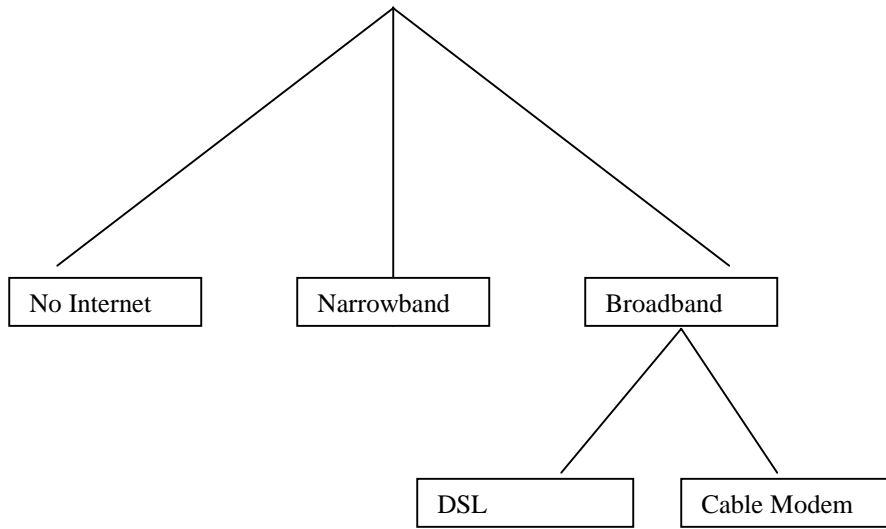 No Internet
Narrowband
Broadband
DSL
Cable Modem